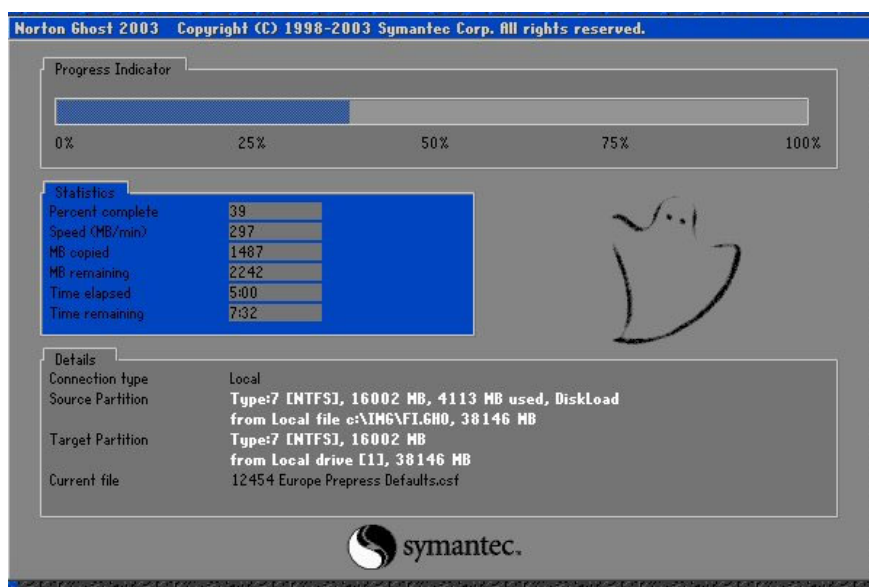 Norton Ghost 2003 Copyright (C) 1998-2003 Symantec Corp. All rights reserved.
Progress Indicator
0% 25% 50% 75% 100%
Statistics
Percent complete 39
Speed (MB/min) 297
MB copied 1487
MB remaining 2242
Time elapsed 5:00
Time remaining 7:32
Details
Connection type Local
Source Partition Type:7 [NTFS], 16002 MB, 4113 MB used, DiskLoad
from Local file c:\IMG\FI.GHO, 38146 MB
Target Partition Type:7 [NTFS], 16002 MB
from Local drive [1], 38146 MB
Current file 12454 Europe Prepress Defaults.csf
symantec.